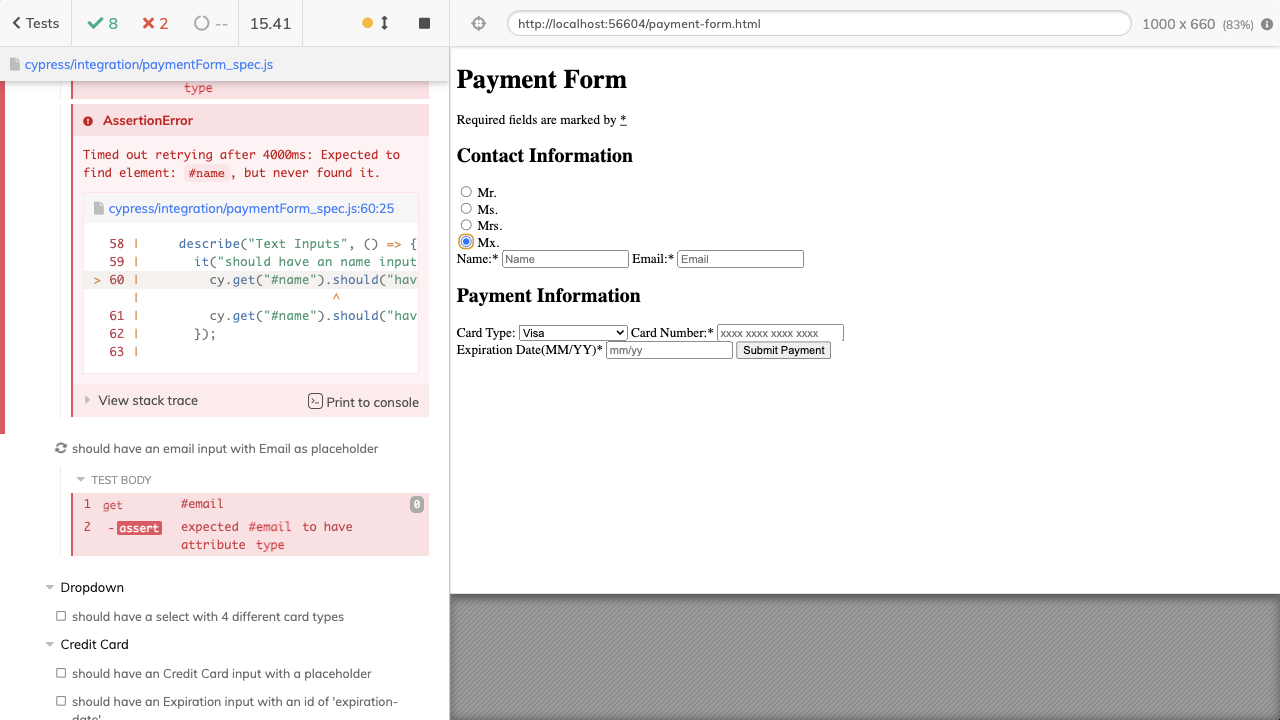 Tests
8
2
--
15.41
http://localhost:56604/payment-form.html
1000 x 660 (83%)
cypress/integration/paymentForm_spec.js
type
AssertionError
Timed out retrying after 4000ms: Expected to
find element: #name, but never found it.
cypress/integration/paymentForm_spec.js:60:25
58 | describe("Text Inputs", () => {
59 | it("should have an name input
> 60 | cy.get("#name").should("hav
| ^
61 | cy.get("#name").should("hav
62 | });
63 |
View stack trace
Print to console
should have an email input with Email as placeholder
TEST BODY
1 get #email 0
2 -assert expected #email to have
attribute type
Dropdown
should have a select with 4 different card types
Credit Card
should have an Credit Card input with a placeholder
should have an Expiration input with an id of 'expiration-
date'
Payment Form
Required fields are marked by *
Contact Information
Mr.
Ms.
Mrs.
Mx.
Name:* Name Email:* Email
Payment Information
Card Type: Visa Card Number:* xxxx xxxx xxxx xxxx
Expiration Date(MM/YY)* mm/yy Submit Payment